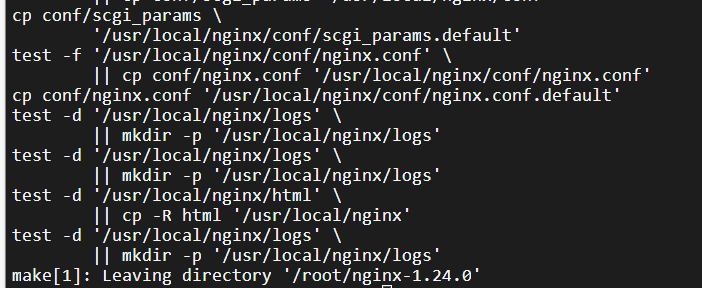 cp conf/scgi_params \
'/usr/local/nginx/conf/scgi_params.default'
test -f '/usr/local/nginx/conf/nginx.conf' \
|| cp conf/nginx.conf '/usr/local/nginx/conf/nginx.conf'
cp conf/nginx.conf '/usr/local/nginx/conf/nginx.conf.default'
test -d '/usr/local/nginx/logs' \
|| mkdir -p '/usr/local/nginx/logs'
test -d '/usr/local/nginx/logs' \
|| mkdir -p '/usr/local/nginx/logs'
test -d '/usr/local/nginx/html' \
|| cp -R html '/usr/local/nginx'
test -d '/usr/local/nginx/logs' \
|| mkdir -p '/usr/local/nginx/logs'
make[1]: Leaving directory '/root/nginx-1.24.0'